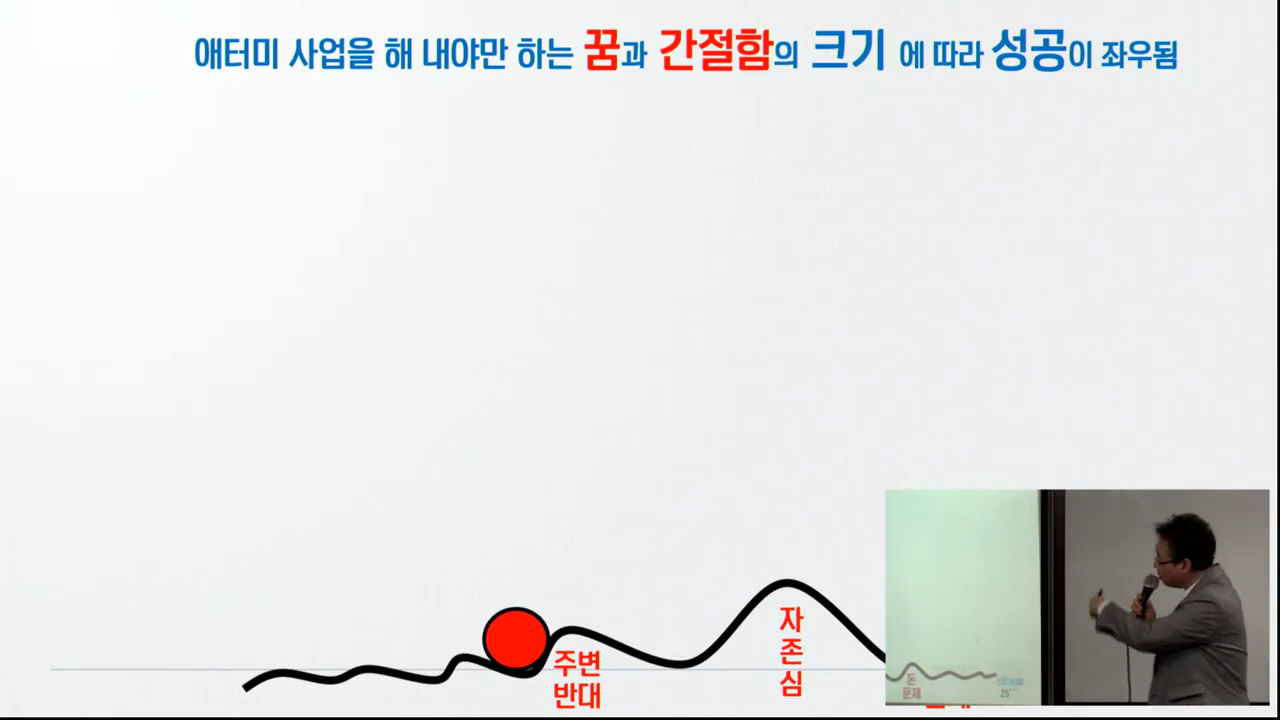 애터미 사업을 해 내야만 하는 꿈과 간절함의 크기 에 따라 성공이 좌우됨
주변
반대
자
존
심
돈
문제
25